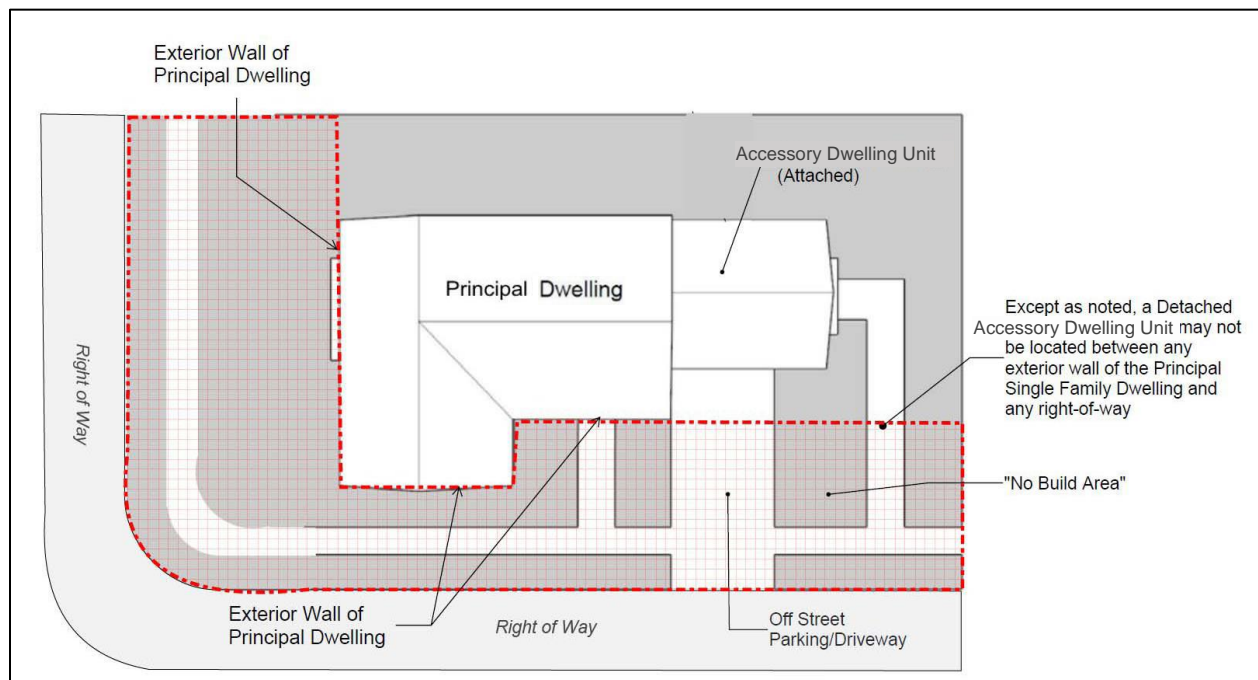 Exterior Wall of
Principal Dwelling
Accessory Dwelling Unit
(Attached)
Principal Dwelling
Right of Way
Except as noted, a Detached
Accessory Dwelling Unit may not
be located between any
exterior wall of the Principal
Single Family Dwelling and
any right-of-way
"No Build Area"
Exterior Wall of
Principal Dwelling
Right of Way
Off Street
Parking/Driveway